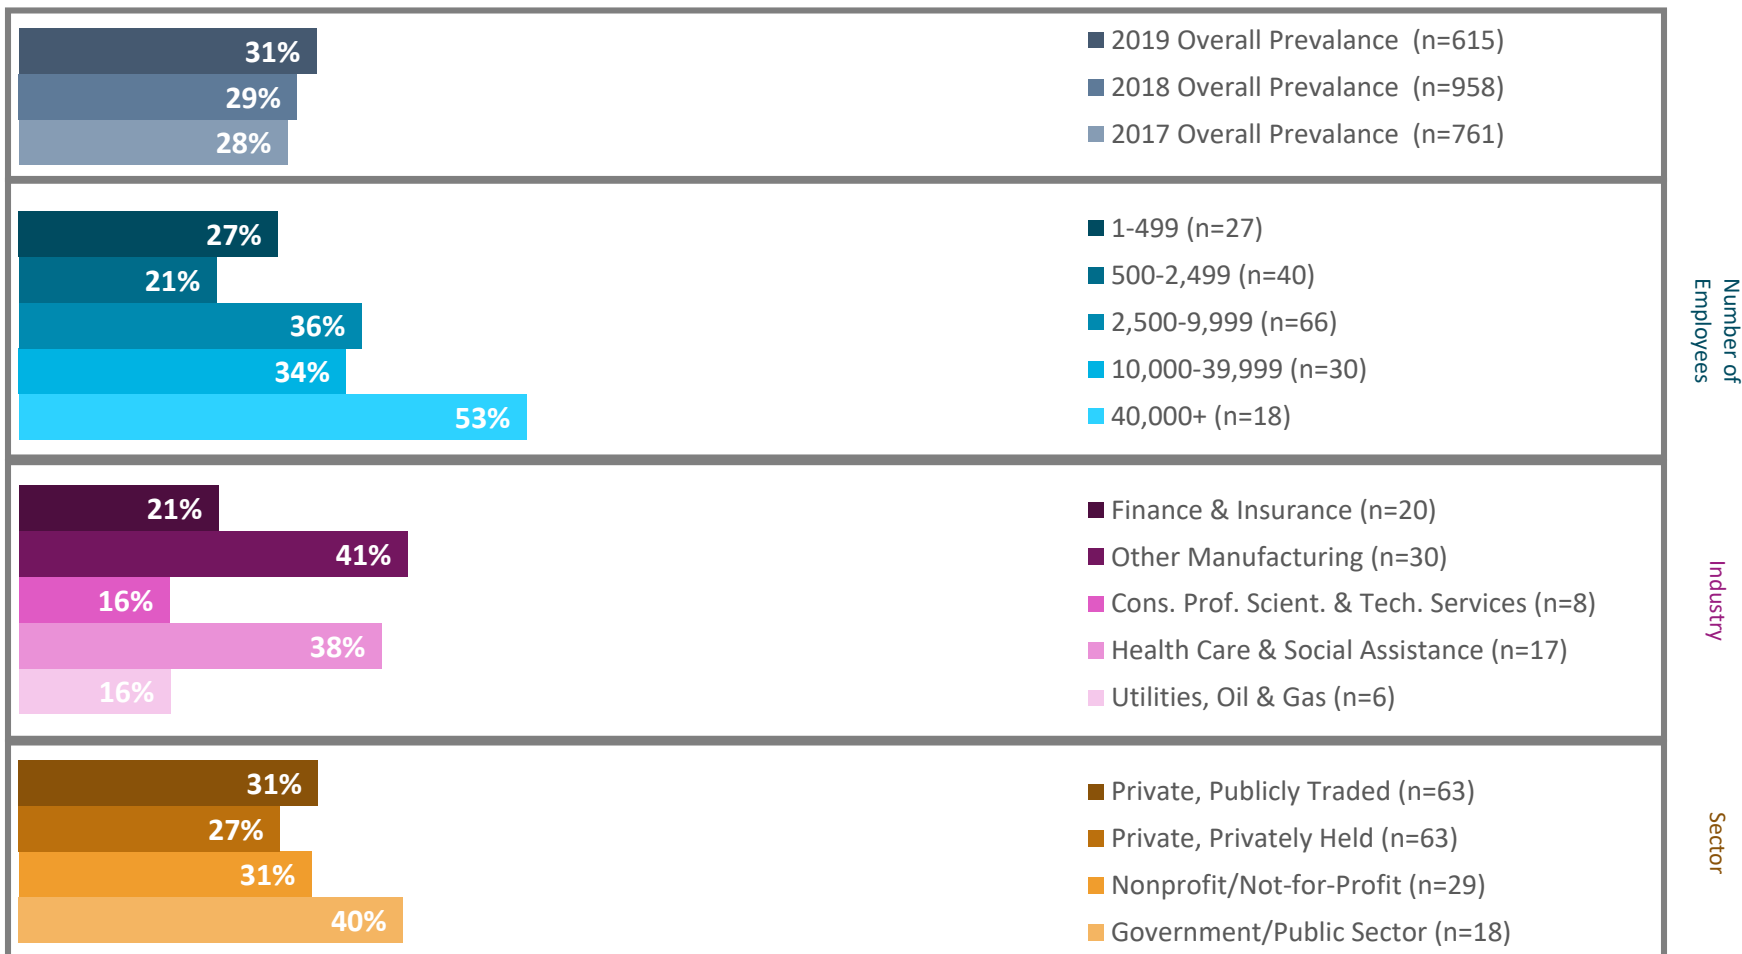 31% 2019 Overall Prevalance (n=615)
29% 2018 Overall Prevalance (n=958)
28% 2017 Overall Prevalance (n=761)
27% 1-499 (n=27)
21% 500-2,499 (n=40)
36% 2,500-9,999 (n=66)
34% 10,000-39,999 (n=30)
53% 40,000+ (n=18)
Number of
Employees
21% Finance & Insurance (n=20)
41% Other Manufacturing (n=30)
16% Cons. Prof. Scient. & Tech. Services (n=8)
38% Health Care & Social Assistance (n=17)
16% Utilities, Oil & Gas (n=6)
Industry
31% Private, Publicly Traded (n=63)
27% Private, Privately Held (n=63)
31% Nonprofit/Not-for-Profit (n=29)
40% Government/Public Sector (n=18)
Sector